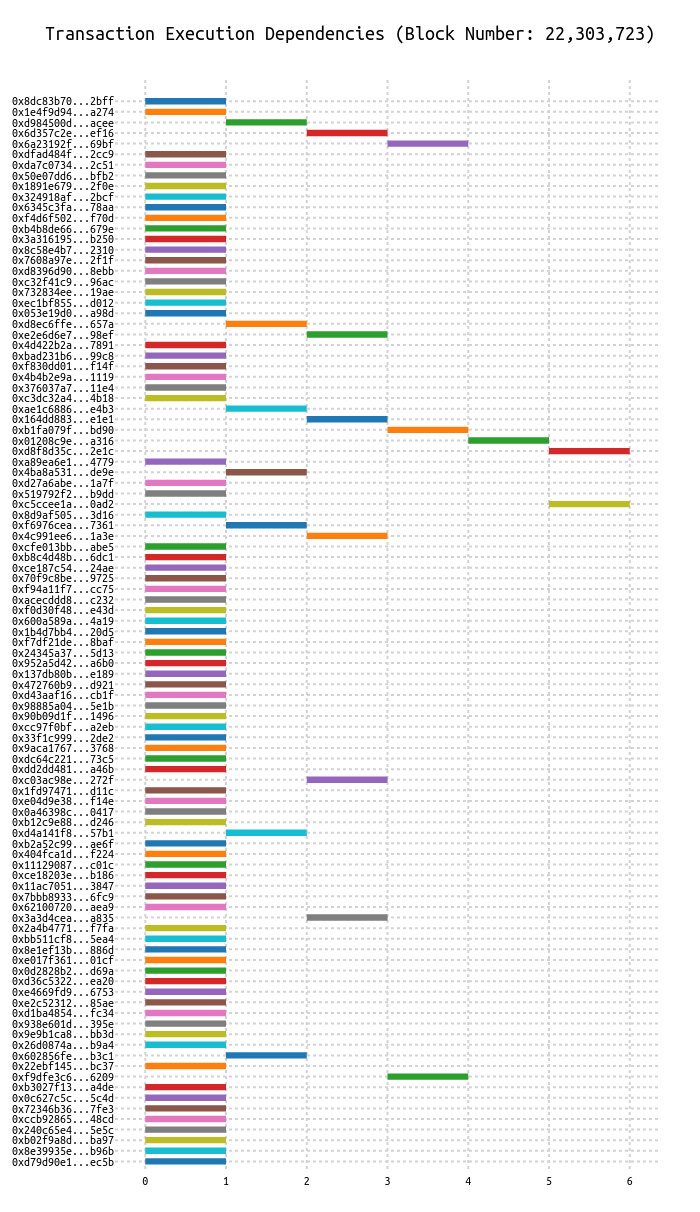 Transaction Execution Dependencies (Block Number: 22,303,723)
0x8dc83b70...2bff
0x1e4f9d94...a274
0xd984500d...acee
0x6d357c2e...ef16
0x6a23192f...69bf
0xdfad484f...2cc9
0xda7c0734...2c51
0x50e07dd6...bfb2
0x1891e679...2f0e
0x324918af...2bcf
0x6345c3fa...78aa
0xf4d6f502...f70d
0xb4b8de66...679e
0x3a316195...b250
0x8c58e4b7...2310
0x7608a97e...2f1f
0xd8396d90...8ebb
0xc32f41c9...96ac
0x732834ee...19ae
0xec1bf855...d012
0x053e19d0...a98d
0xd8ec6ffe...657a
0xe2e6d6e7...98ef
0x4d422b2a...7891
0xbad231b6...99c8
0xf830dd01...f14f
0x4b4b2e9a...1119
0x376037a7...11e4
0xc3dc32a4...4b18
0xae1c6886...e4b3
0x164dd883...e1e1
0xb1fa079f...bd90
0x01208c9e...a316
0xd8f8d35c...2e1c
0xa89ea6e1...4779
0x4ba8a531...de9e
0xd27a6abe...1a7f
0x519792f2...b9dd
0xc5ccee1a...0ad2
0x8d9af505...3d16
0xf6976cea...7361
0x4c991ee6...1a3e
0xcfe013bb...abe5
0xb8c4d48b...6dc1
0xce187c54...24ae
0x70f9c8be...9725
0xf94a11f7...cc75
0xacecddd8...c232
0xf0d30f48...e43d
0x600a589a...4a19
0x1b4d7bb4...20d5
0xf7df21de...8baf
0x24345a37...5d13
0x952a5d42...a6b0
0x137db80b...e189
0x472760b9...d921
0xd43aaf16...cb1f
0x98885a04...5e1b
0x90b09d1f...1496
0xcc97f0bf...a2eb
0x33f1c999...2de2
0x9aca1767...3768
0xdc64c221...73c5
0xdd2dd481...a46b
0xc03ac98e...272f
0x1fd97471...d11c
0xe04d9e38...f14e
0x0a46398c...0417
0xb12c9e88...d246
0xd4a141f8...57b1
0xb2a52c99...ae6f
0x404fca1d...f224
0x11129087...c01c
0xce18203e...b186
0x11ac7051...3847
0x7bbb8933...6fc9
0x62100720...aea9
0x3a3d4cea...a835
0x2a4b4771...f7fa
0xbb511cf8...5ea4
0x8e1ef13b...886d
0xe017f361...01cf
0x0d2828b2...d69a
0xd36c5322...ea20
0xe4669fd9...6753
0xe2c52312...85ae
0xd1ba4854...fc34
0x938e601d...395e
0x9e9b1ca8...bb3d
0x26d0874a...b9a4
0x602856fe...b3c1
0x22ebf145...bc37
0xf9dfe3c6...6209
0xb3027f13...a4de
0x0c627c5c...5c4d
0x72346b36...7fe3
0xccb92865...48cd
0x240c65e4...5e5c
0xb02f9a8d...ba97
0x8e39935e...b96b
0xd79d90e1...ec5b
0 1 2 3 4 5 6